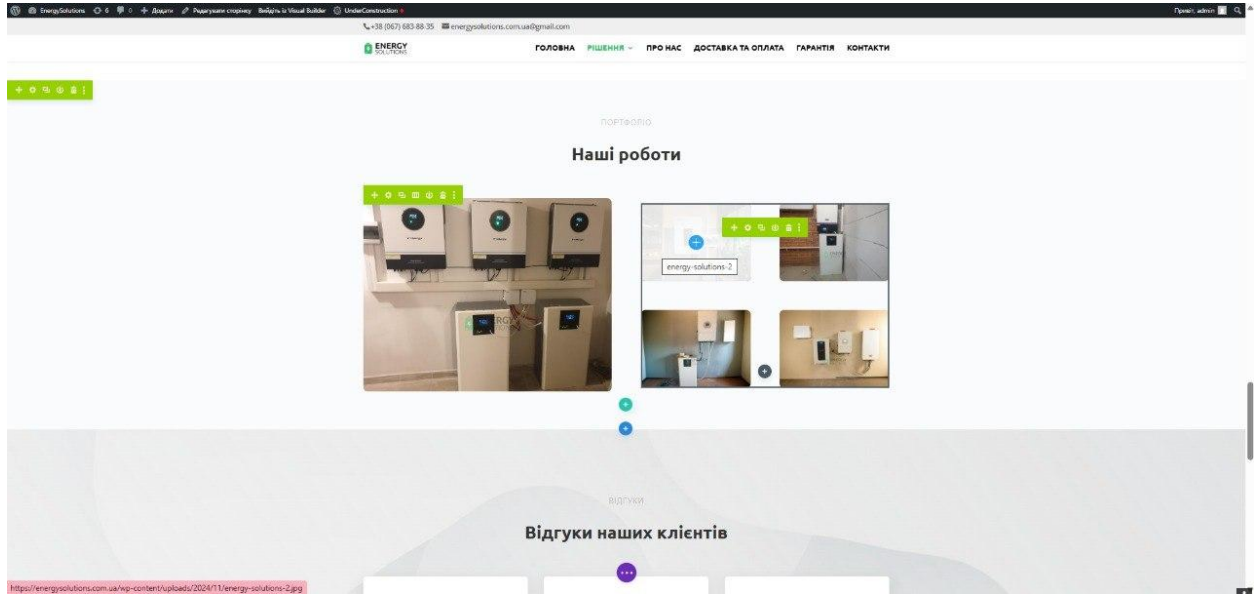 EnergySolutions 6 0 Додати Редагувати сторінку Вийдіть із Visual Builder UnderConstruction Привіт, admin
+38 (067) 683-88-35 energysolutions.com.ua@gmail.com
ENERGY
SOLUTIONS
ГОЛОВНА РІШЕННЯ ПРО НАС ДОСТАВКА ТА ОПЛАТА ГАРАНТІЯ КОНТАКТИ
ПОРТФОЛІО
Наші роботи
energy-solutions-2
ВІДГУКИ
Відгуки наших клієнтів
https://energysolutions.com.ua/wp-content/uploads/2024/11/energy-solutions-2.jpg